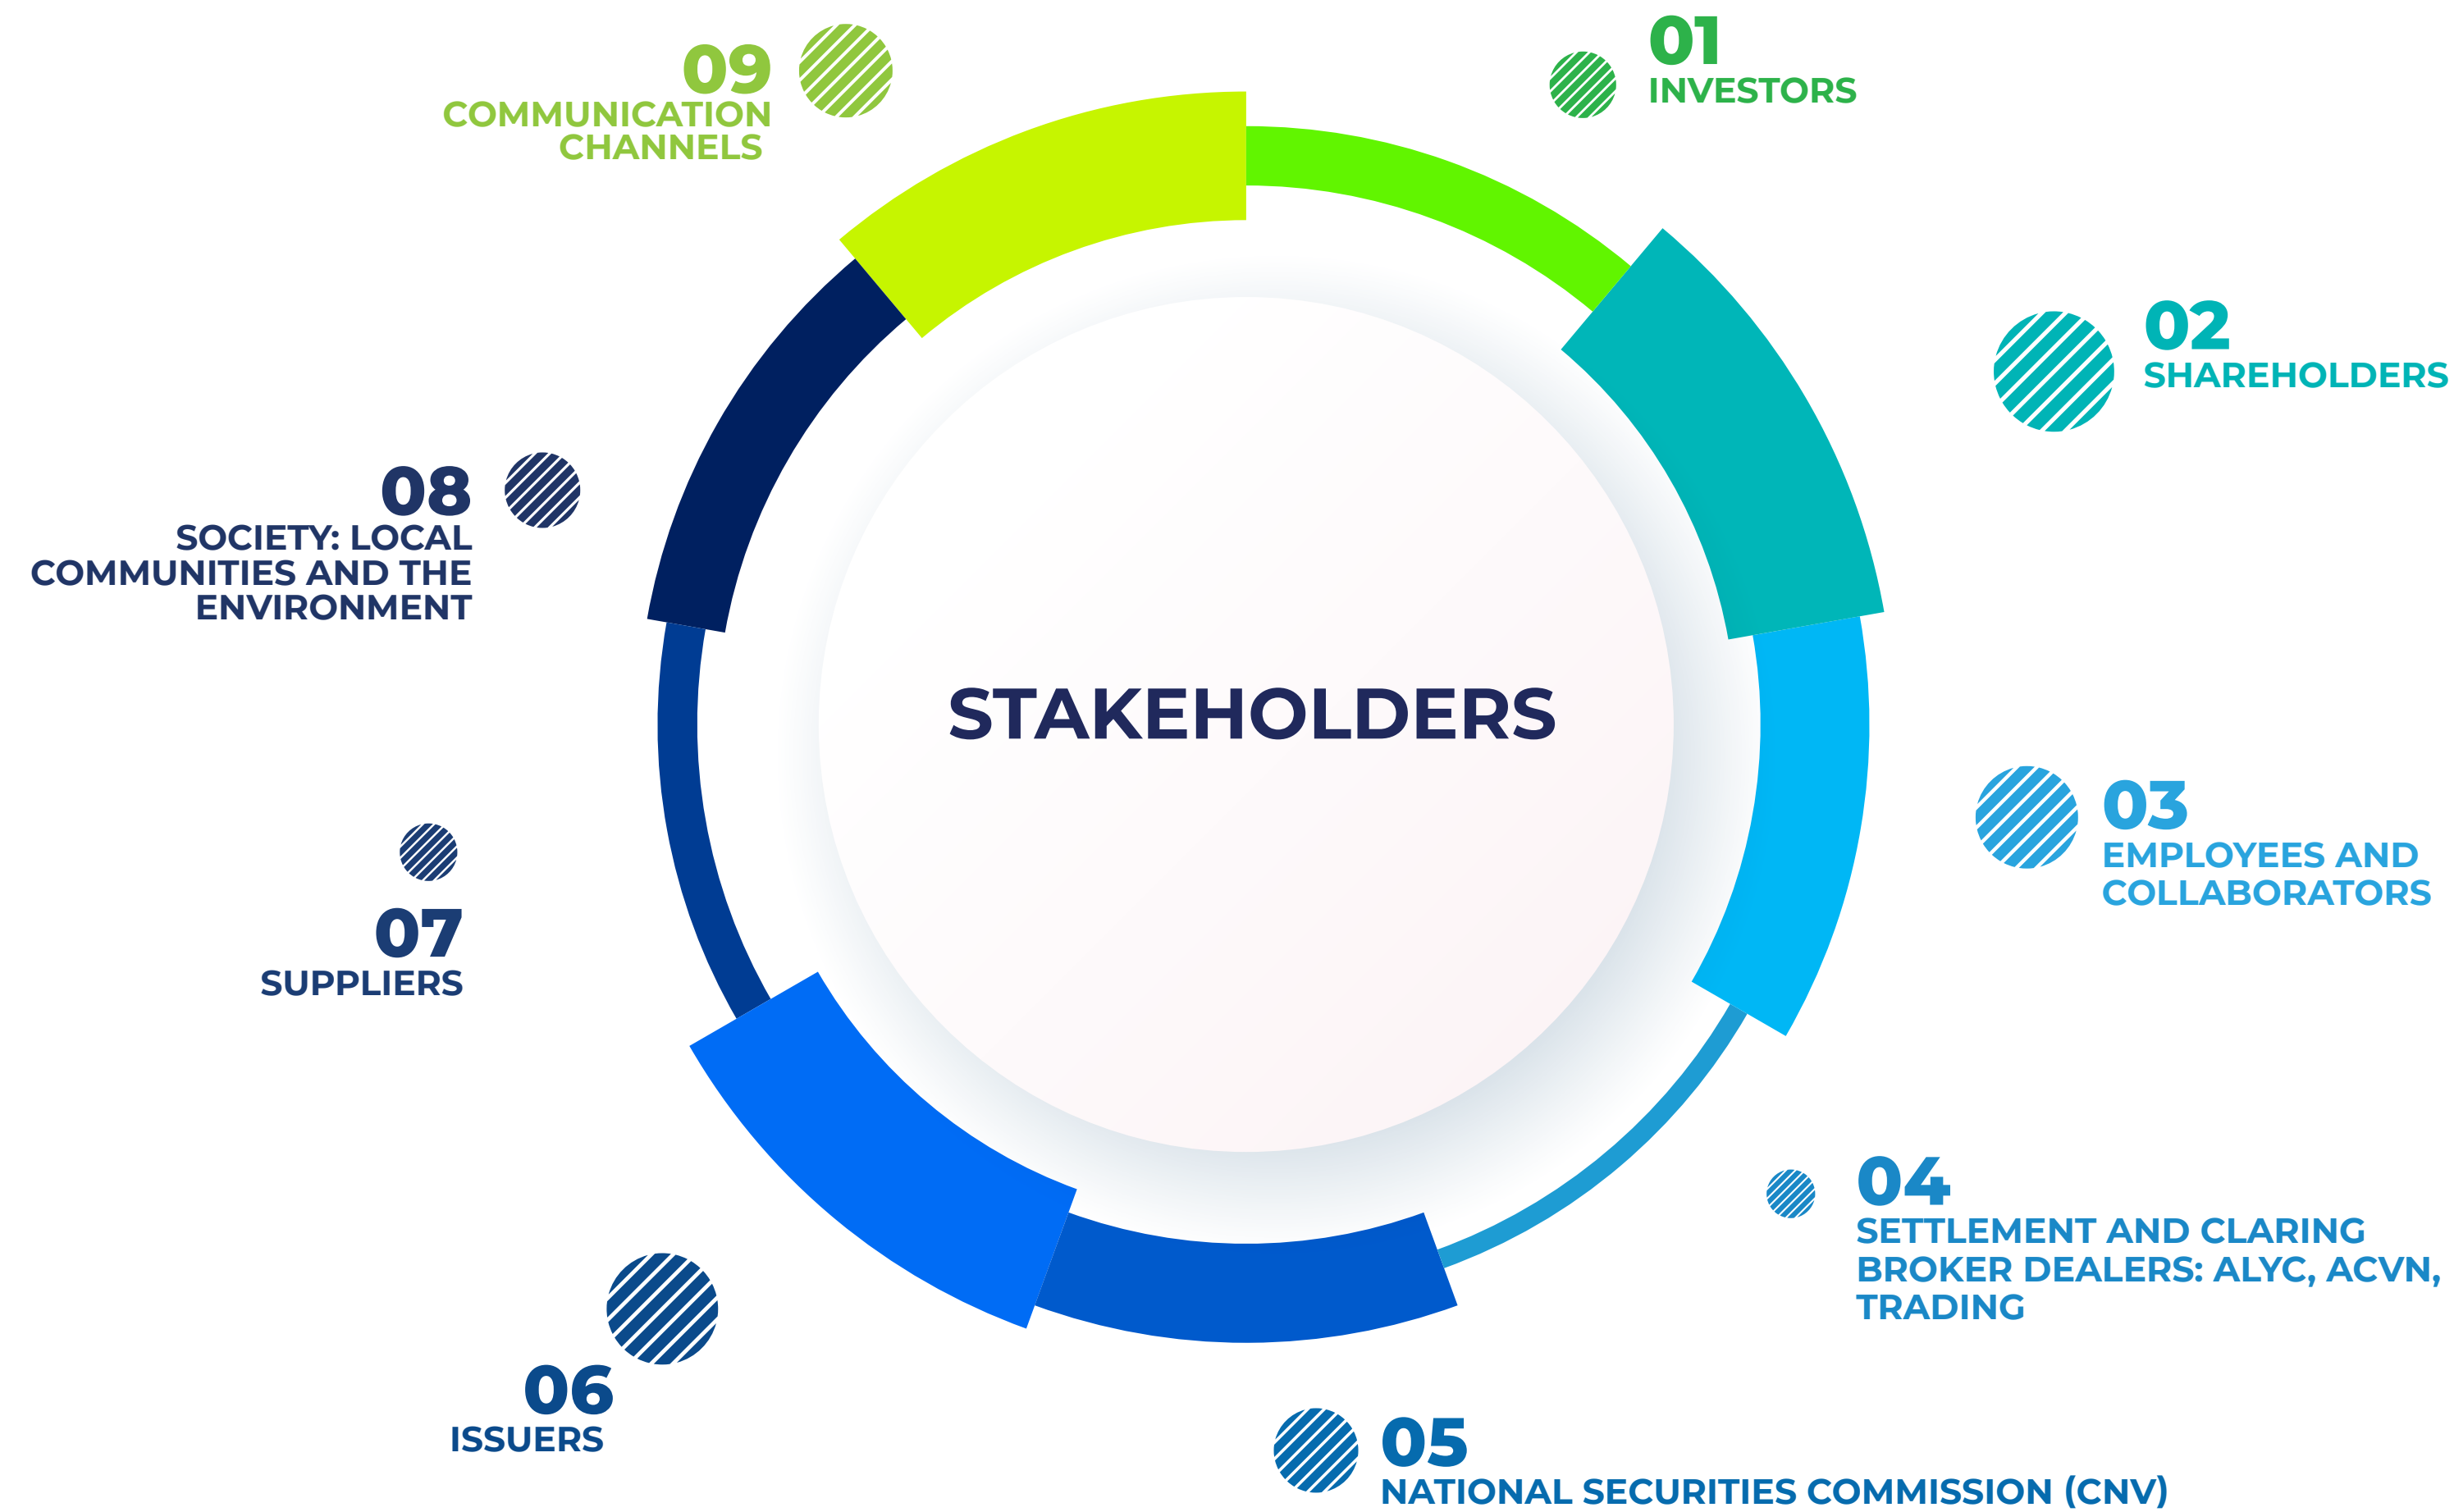 01
INVESTORS
02
SHAREHOLDERS
03
EMPLOYEES AND
COLLABORATORS
04
SETTLEMENT AND CLARING
BROKER DEALERS: ALYC, ACVN,
TRADING
05
NATIONAL SECURITIES COMMISSION (CNV)
06
ISSUERS
07
SUPPLIERS
08
SOCIETY: LOCAL
COMMUNITIES AND THE
ENVIRONMENT
09
COMMUNICATION
CHANNELS
STAKEHOLDERS